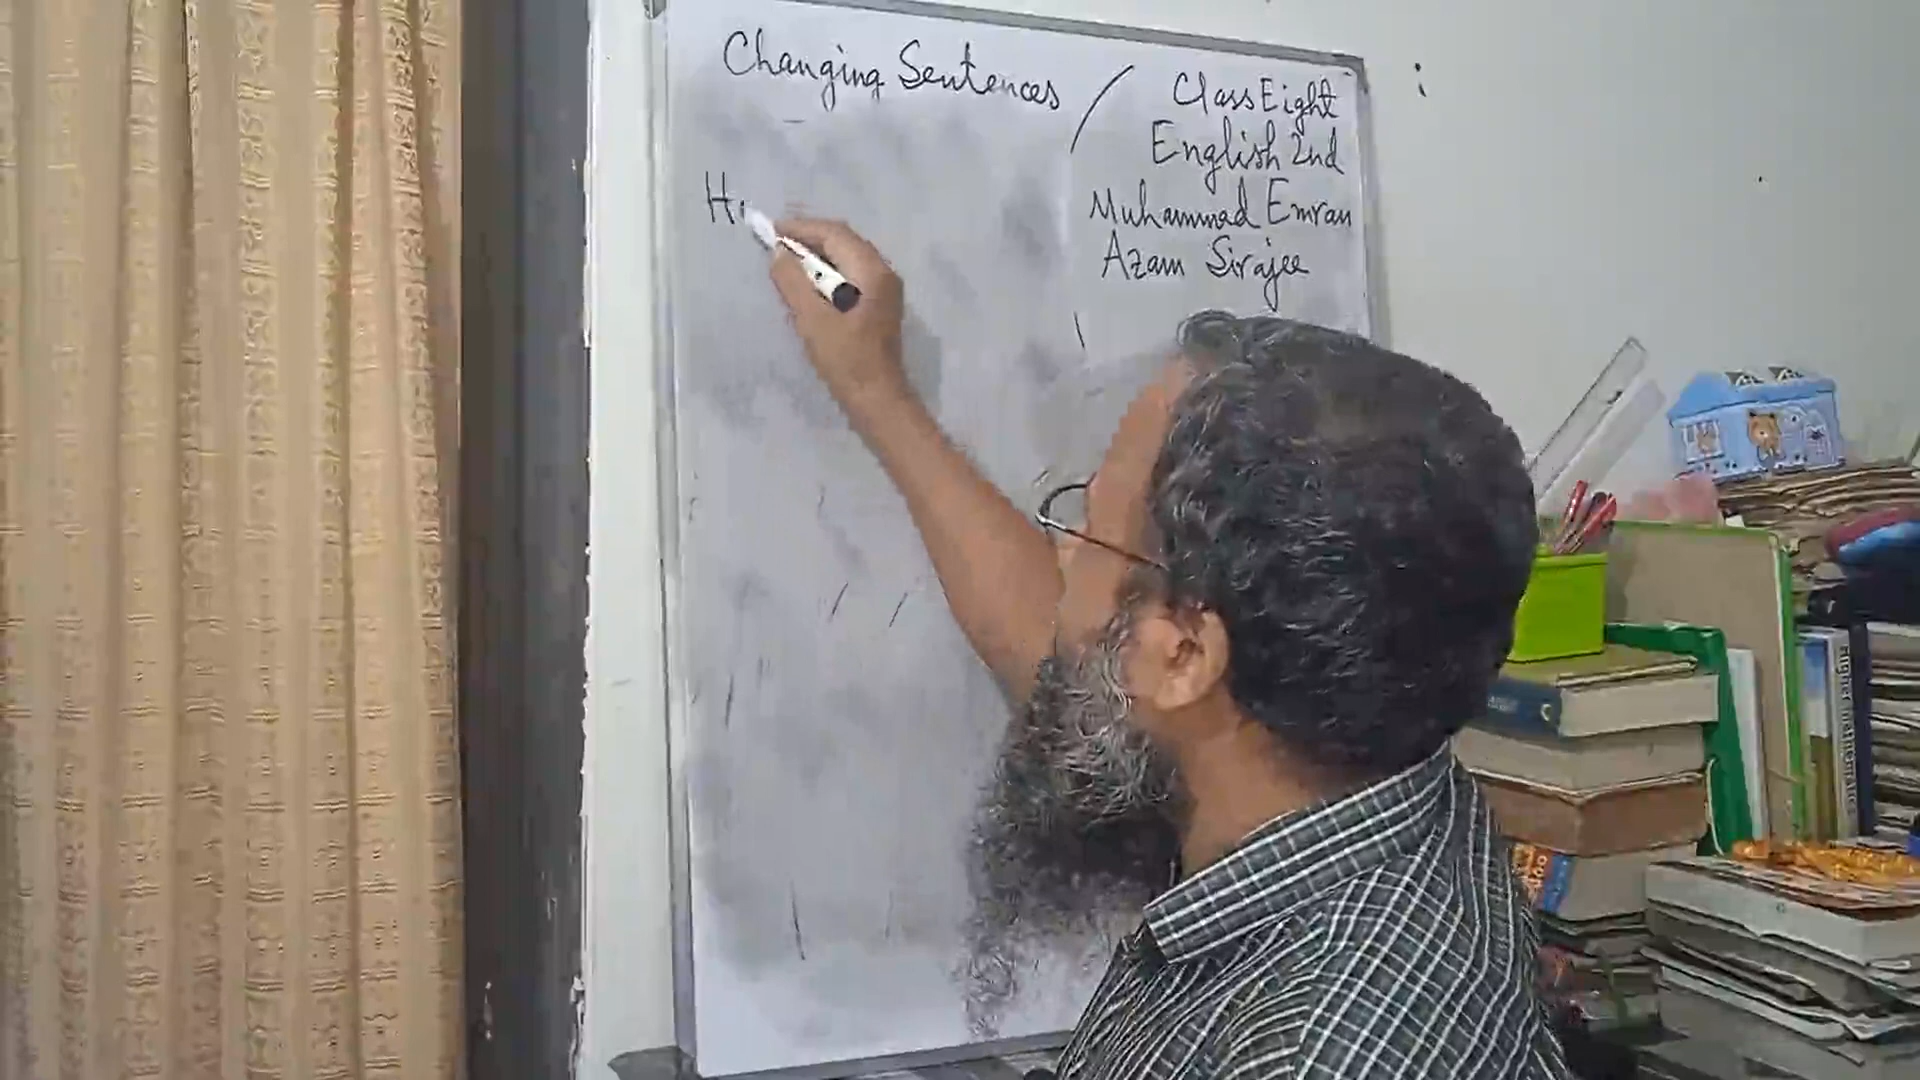 Changing Sentences
Class Eight
English 2nd
Muhammad Emran
Azam Sirajee